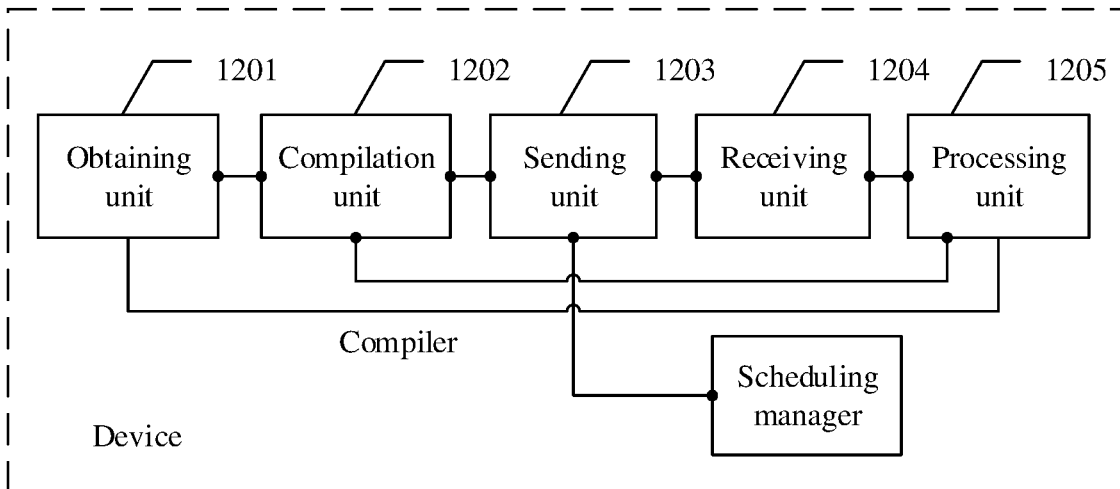 1201
1202
1203
1204
1205
Obtaining
unit
Compilation
unit
Sending
unit
Receiving
unit
Processing
unit
Compiler
Scheduling
manager
Device